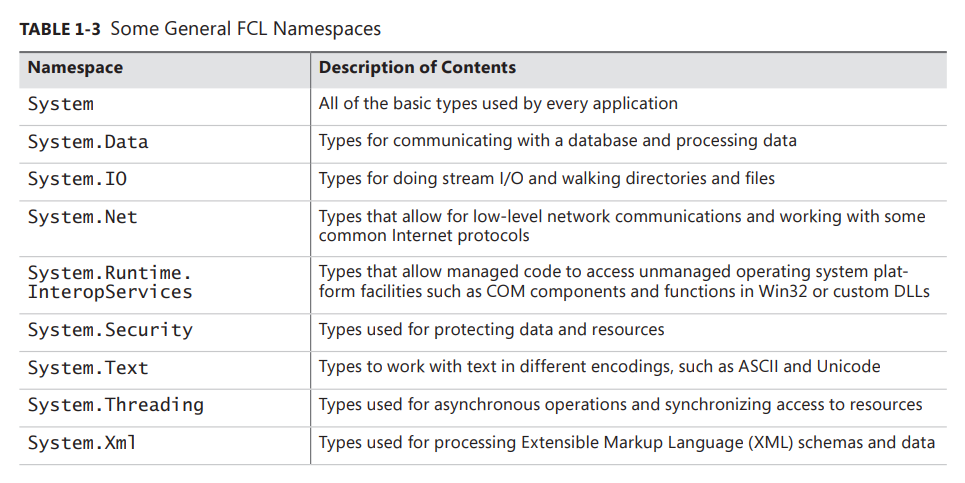 TABLE 1-3 Some General FCL Namespaces
Namespace Description of Contents
System All of the basic types used by every application
System.Data Types for communicating with a database and processing data
System.IO Types for doing stream I/O and walking directories and files
System.Net Types that allow for low-level network communications and working with some
common Internet protocols
System.Runtime. Types that allow managed code to access unmanaged operating system plat-
InteropServices form facilities such as COM components and functions in Win32 or custom DLLs
System.Security Types used for protecting data and resources
System.Text Types to work with text in different encodings, such as ASCII and Unicode
System.Threading Types used for asynchronous operations and synchronizing access to resources
System.Xml Types used for processing Extensible Markup Language (XML) schemas and data